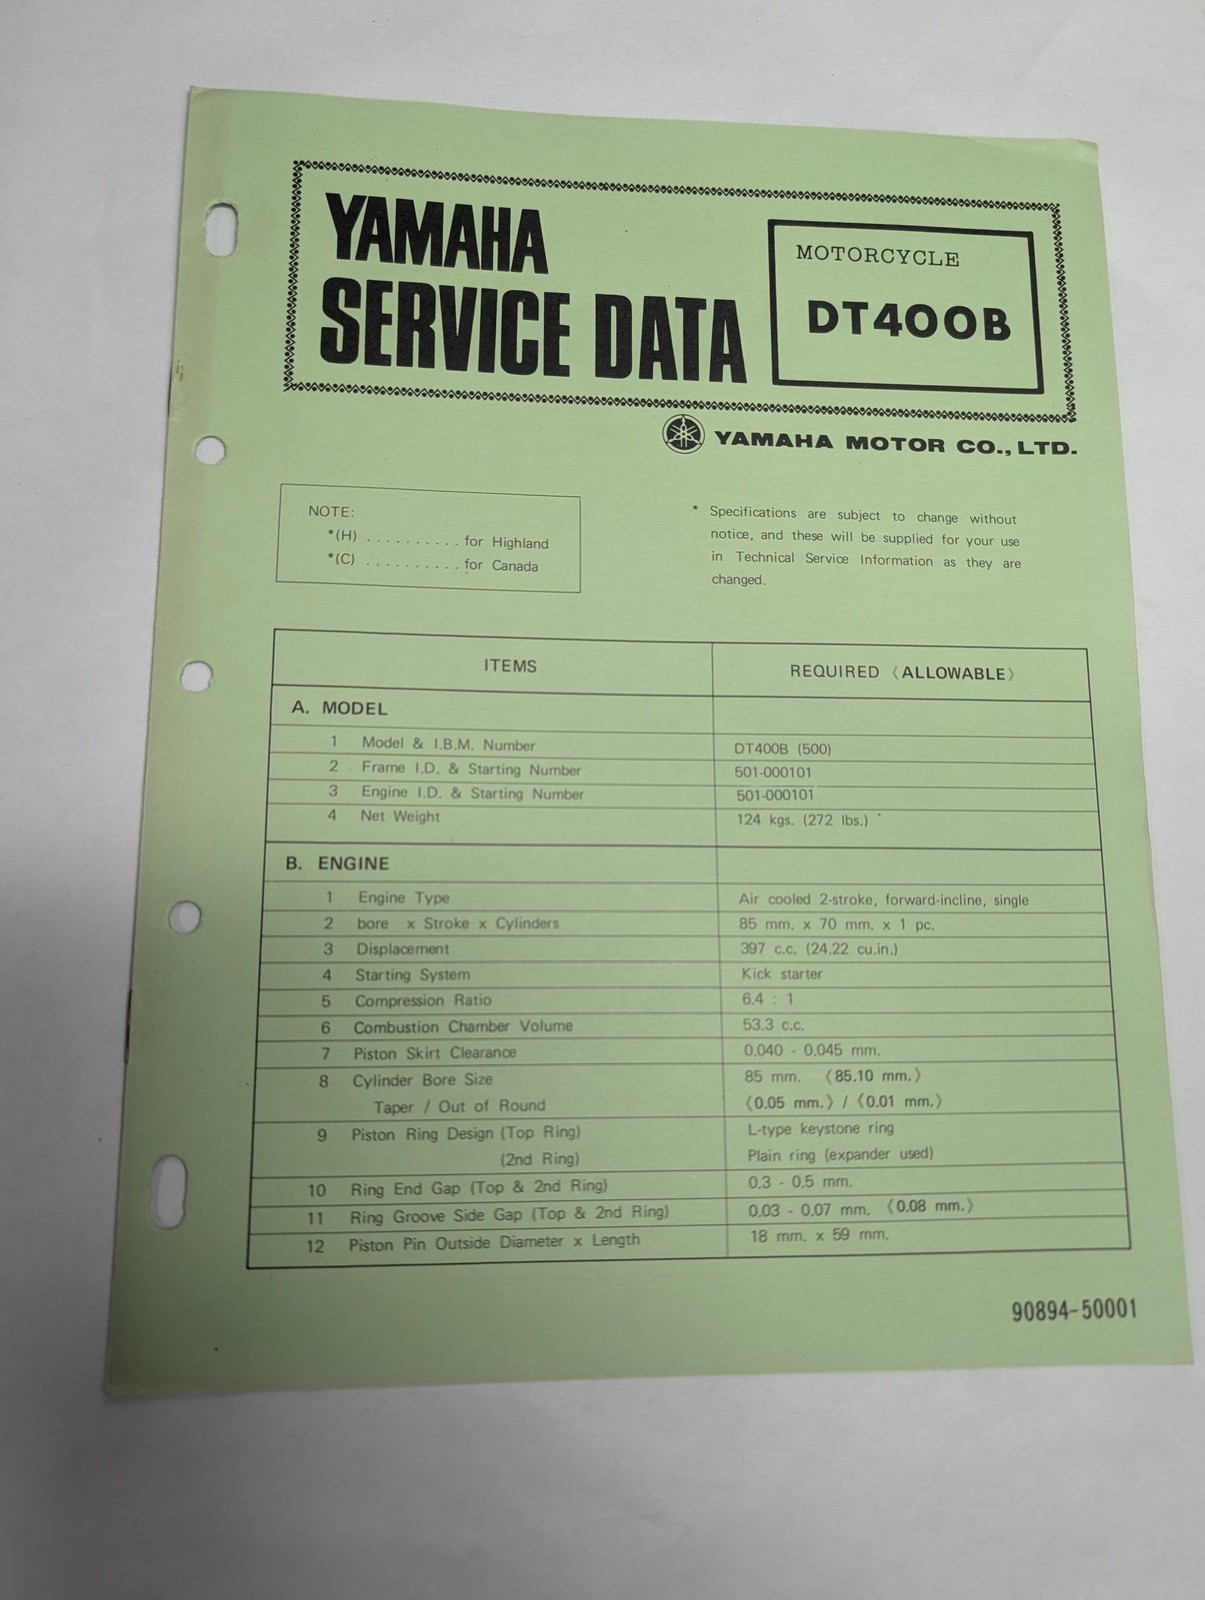 YAMAHA
SERVICE DATA
MOTORCYCLE
DT400B
YAMAHA MOTOR CO., LTD.
NOTE:
*(H) .......... for Highland
*(C) .......... for Canada
* Specifications are subject to change without
notice, and these will be supplied for your use
in Technical Service Information as they are
changed.
ITEMS REQUIRED 〈ALLOWABLE〉
A. MODEL
1 Model & I.B.M. Number DT400B (500)
2 Frame I.D. & Starting Number 501-000101
3 Engine I.D. & Starting Number 501-000101
4 Net Weight 124 kgs. (272 lbs.)
B. ENGINE
1 Engine Type Air cooled 2-stroke, forward-incline, single
2 bore x Stroke x Cylinders 85 mm. x 70 mm. x 1 pc.
3 Displacement 397 c.c. (24.22 cu.in.)
4 Starting System Kick starter
5 Compression Ratio 6.4 : 1
6 Combustion Chamber Volume 53.3 c.c.
7 Piston Skirt Clearance 0.040 - 0.045 mm.
8 Cylinder Bore Size 85 mm. 〈85.10 mm.〉
Taper / Out of Round 〈0.05 mm.〉 / 〈0.01 mm.〉
9 Piston Ring Design (Top Ring) L-type keystone ring
(2nd Ring) Plain ring (expander used)
10 Ring End Gap (Top & 2nd Ring) 0.3 - 0.5 mm.
11 Ring Groove Side Gap (Top & 2nd Ring) 0.03 - 0.07 mm. 〈0.08 mm.〉
12 Piston Pin Outside Diameter x Length 18 mm. x 59 mm.
90894-50001